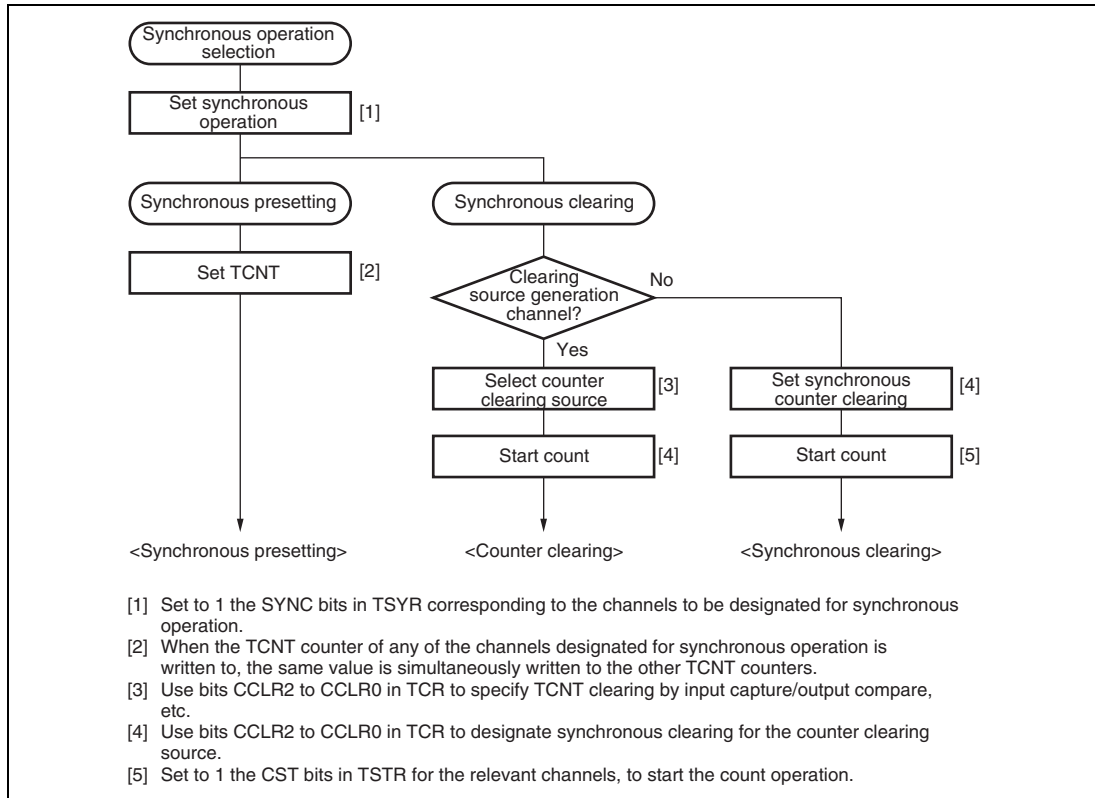 Synchronous operation
selection
Set synchronous
operation
[1]
Synchronous presetting
Synchronous clearing
Set TCNT
[2]
Clearing
source generation
channel?
No
Yes
Select counter
clearing source
[3]
Set synchronous
counter clearing
[4]
Start count
[4]
Start count
[5]
<Synchronous presetting>
<Counter clearing>
<Synchronous clearing>
[1] Set to 1 the SYNC bits in TSYR corresponding to the channels to be designated for synchronous
operation.
[2] When the TCNT counter of any of the channels designated for synchronous operation is
written to, the same value is simultaneously written to the other TCNT counters.
[3] Use bits CCLR2 to CCLR0 in TCR to specify TCNT clearing by input capture/output compare,
etc.
[4] Use bits CCLR2 to CCLR0 in TCR to designate synchronous clearing for the counter clearing
source.
[5] Set to 1 the CST bits in TSTR for the relevant channels, to start the count operation.